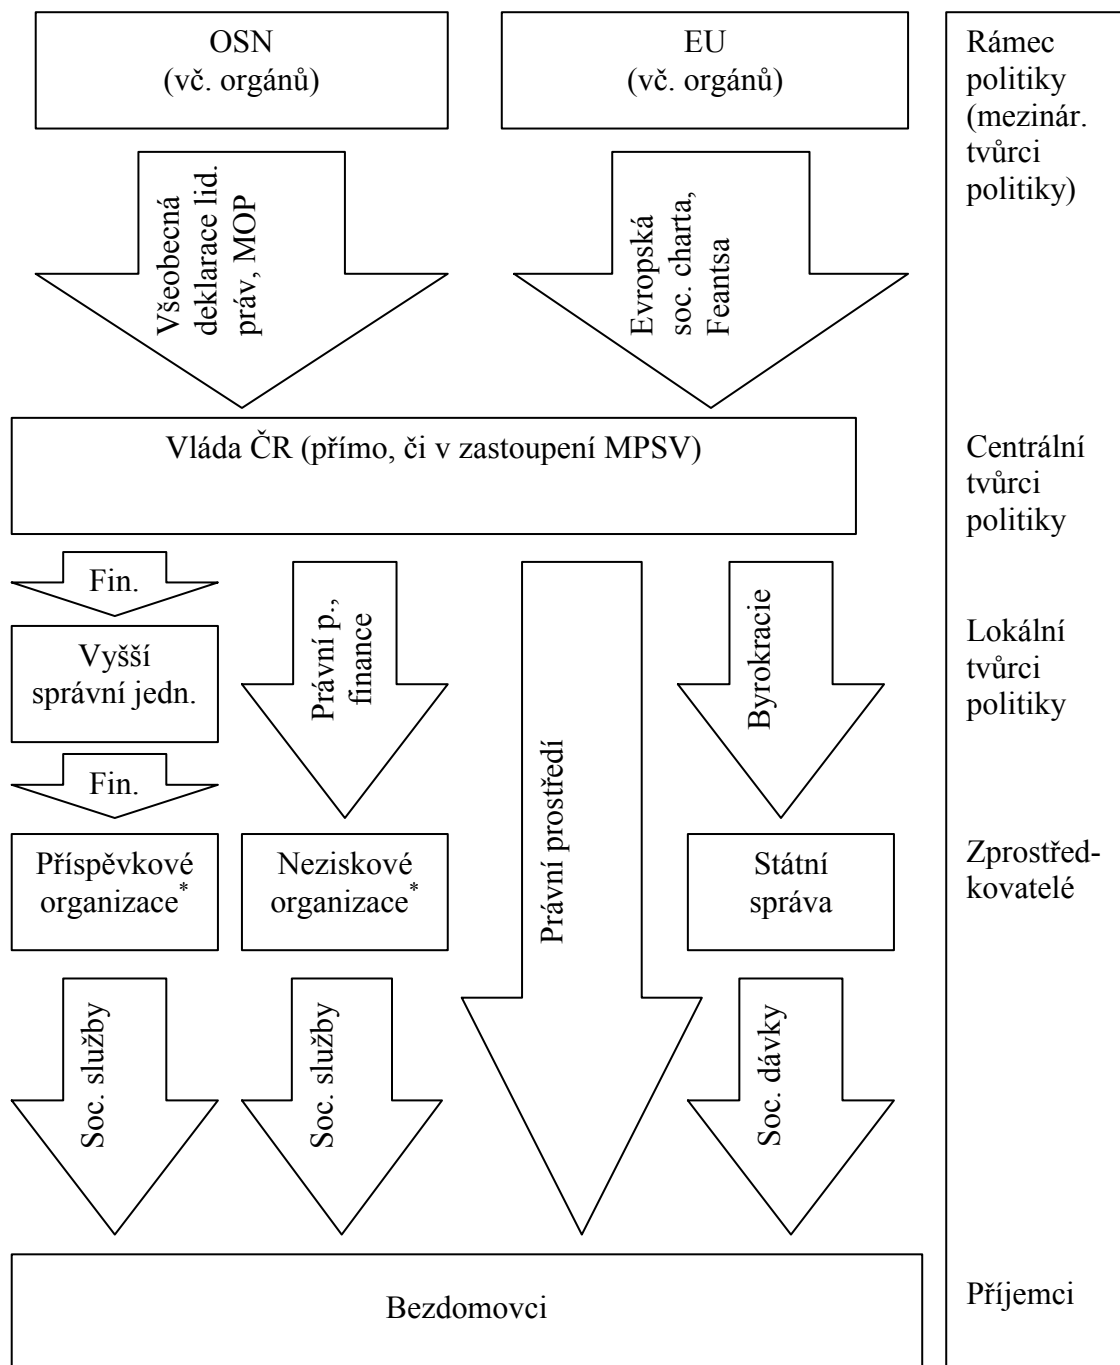 OSN
(vč. orgánů)
EU
(vč. orgánů)
Rámec
politiky
(mezinár.
tvůrci
politiky)
Všeobecná
deklarace lid.
práv, MOP
Evropská
soc. charta,
Feantsa
Vláda ČR (přímo, či v zastoupení MPSV)
Centrální
tvůrci
politiky
Fin.
Právní p.,
finance
Právní prostředí
Byrokracie
Vyšší
správní jedn.
Lokální
tvůrci
politiky
Fin.
Příspěvkové
organizace*
Neziskové
organizace*
Státní
správa
Zprostřed-
kovatelé
Soc. služby
Soc. služby
Soc. dávky
Bezdomovci
Příjemci